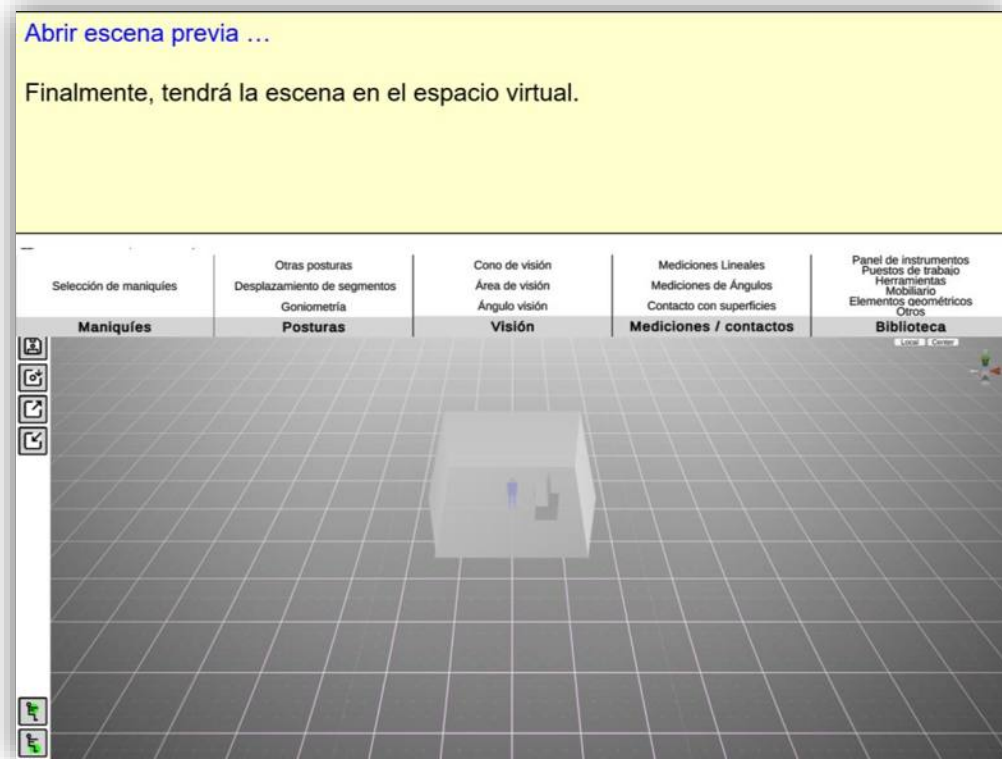 Abrir escena previa …
Finalmente, tendrá la escena en el espacio virtual.
Selección de maniquíes
Maniquíes
Otras posturas
Desplazamiento de segmentos
Goniometría
Posturas
Cono de visión
Área de visión
Ángulo visión
Visión
Mediciones Lineales
Mediciones de Ángulos
Contacto con superficies
Mediciones / contactos
Panel de instrumentos
Puestos de trabajo
Herramientas
Mobiliario
Elementos geométricos
Otros
Biblioteca
Local Center